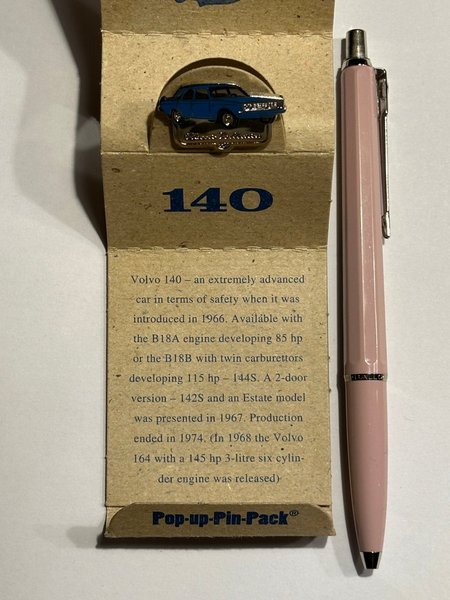 140
Volvo 140 – an extremely advanced
car in terms of safety when it was
introduced in 1966. Available with
the B18A engine developing 85 hp
or the B18B with twin carburettors
developing 115 hp – 144S. A 2-door
version – 142S and an Estate model
was presented in 1967. Production
ended in 1974. (In 1968 the Volvo
164 with a 145 hp 3-litre six cylin-
der engine was released)
Pop-up-Pin-Pack®